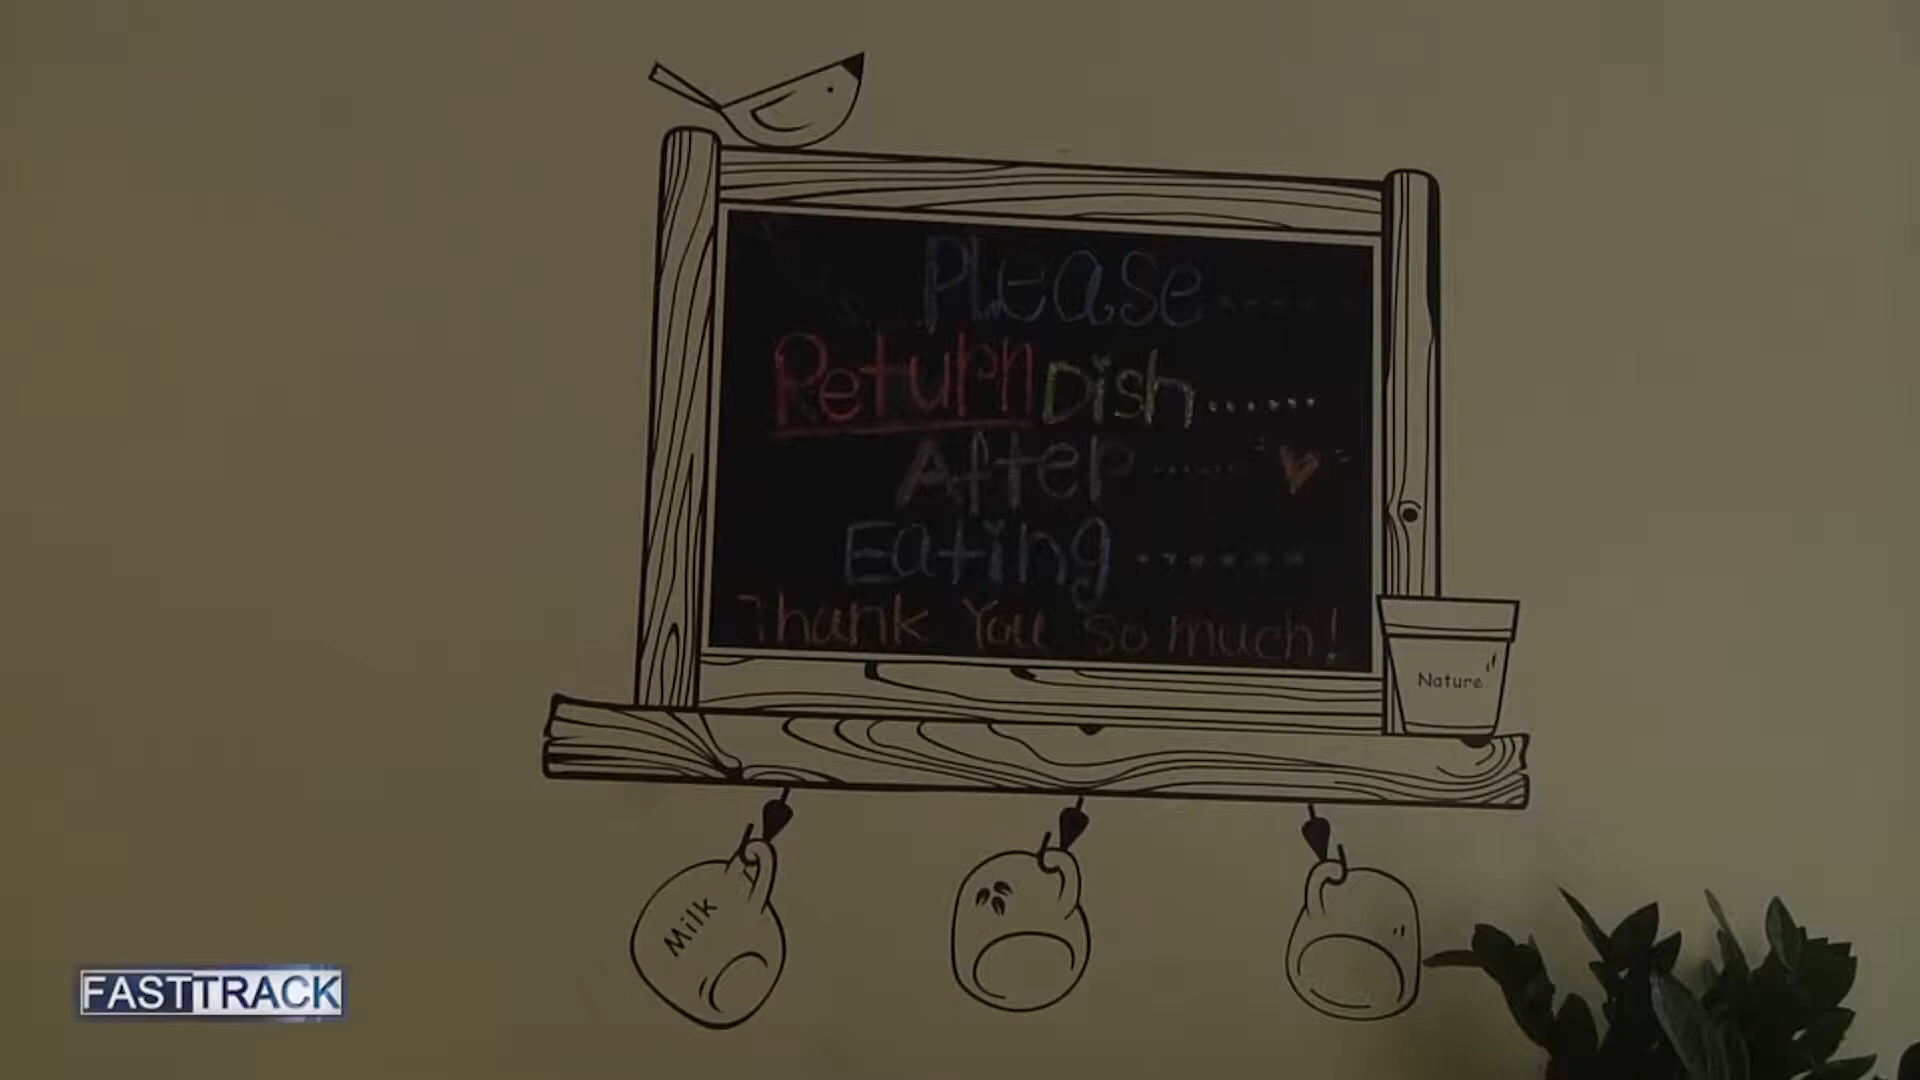 Please.......
Return Dish......
After.......
Eating......
Thank You so much!
Nature
Milk
FASTTRACK